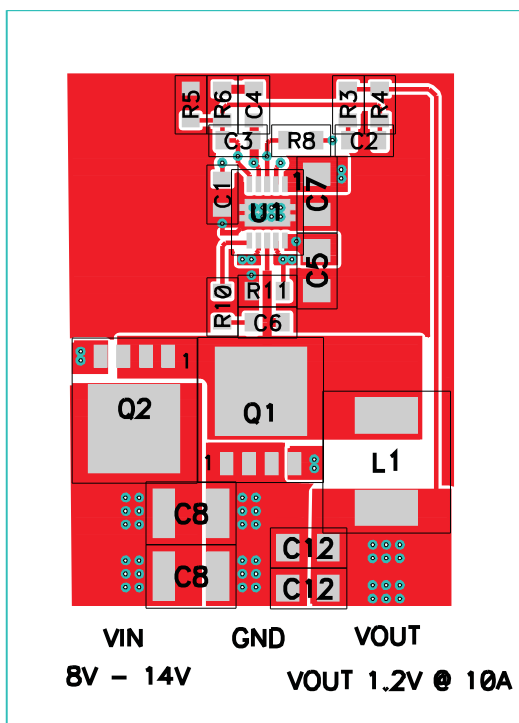 R5 R6 C4 R3 R4
C3 R8 C2
C1 1 C7
U1
C5
R10 R11
C6
1
Q2 Q1
1 L1
C8 C12
C8 C12
VIN GND VOUT
8V - 14V VOUT 1.2V @ 10A